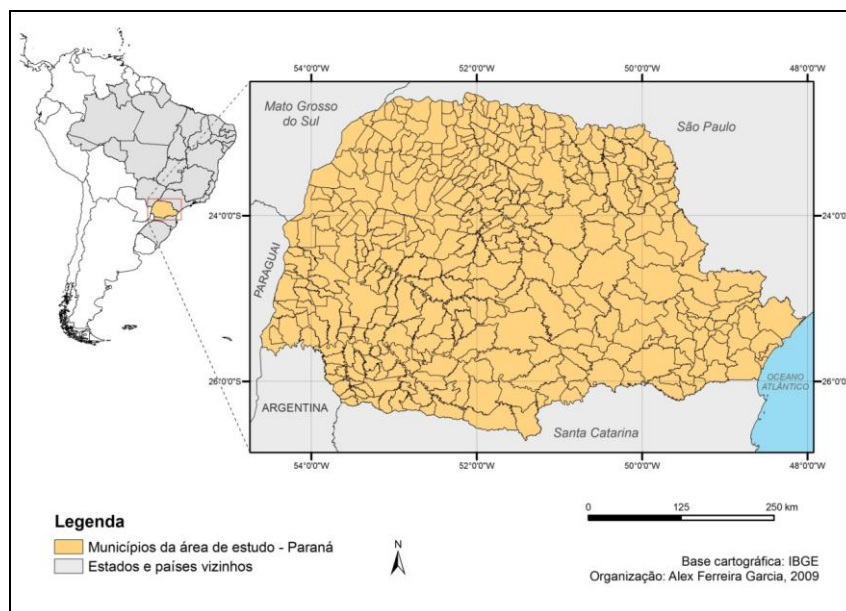 54°0'0"W
52°0'0"W
50°0'0"W
48°0'0"W
Mato Grosso
do Sul
São Paulo
24°0'0"S
24°0'0"S
PARAGUAI
26°0'0"S
26°0'0"S
OCEANO
ATLÂNTICO
ARGENTINA
Santa Catarina
54°0'0"W
52°0'0"W
50°0'0"W
48°0'0"W
0
125
250 km
Legenda
Municípios da área de estudo - Paraná
Estados e países vizinhos
N
Base cartográfica: IBGE
Organização: Alex Ferreira Garcia, 2009